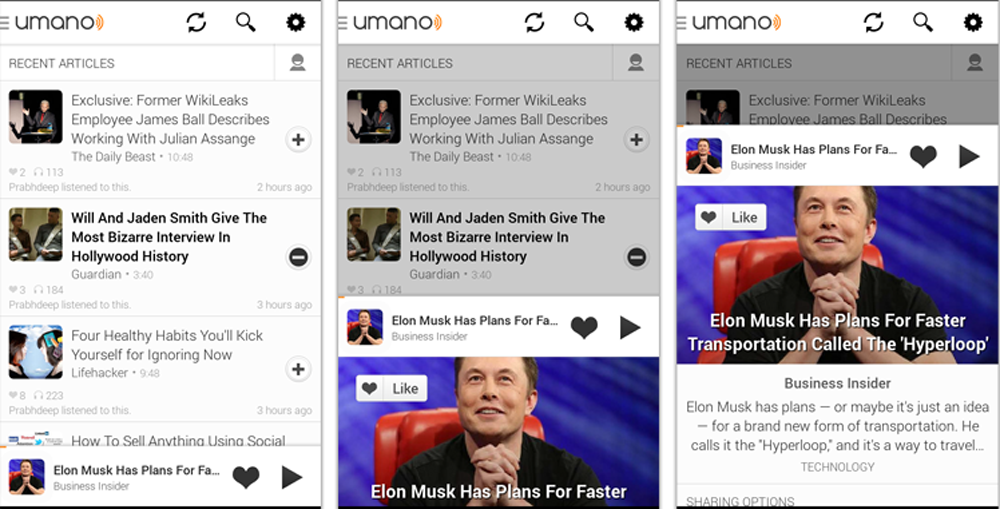 umano
RECENT ARTICLES
Exclusive: Former WikiLeaks
Employee James Ball Describes
Working With Julian Assange
The Daily Beast • 10:48
2 113
Prabhdeep listened to this. 2 hours ago
Will And Jaden Smith Give The
Most Bizarre Interview In
Hollywood History
Guardian • 3:40
3 184
Prabhdeep listened to this. 3 hours ago
Four Healthy Habits You'll Kick
Yourself for Ignoring Now
Lifehacker • 9:48
8 223
Prabhdeep listened to this. 3 hours ago
How To Sell Anything Using Social
Elon Musk Has Plans For Fa...
Business Insider
umano
RECENT ARTICLES
Exclusive: Former WikiLeaks
Employee James Ball Describes
Working With Julian Assange
The Daily Beast • 10:48
2 113
Prabhdeep listened to this. 2 hours ago
Will And Jaden Smith Give The
Most Bizarre Interview In
Hollywood History
Guardian • 3:40
3 184
Elon Musk Has Plans For Fa...
Business Insider
Like
Elon Musk Has Plans For Faster
umano
RECENT ARTICLES
Exclusive: Former WikiLeaks
Employee James Ball Describes
Elon Musk Has Plans For Fa...
Business Insider
Like
Elon Musk Has Plans For Faster
Transportation Called The 'Hyperloop'
Business Insider
Elon Musk has plans — or maybe it's just an idea
— for a brand new form of transportation. He
calls it the "Hyperloop," and it's a way to travel...
TECHNOLOGY
SHARING OPTIONS